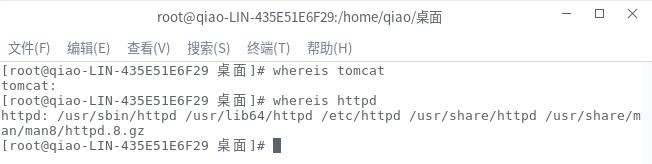 root@qiao-LIN-435E51E6F29:/home/qiao/桌面
文件(F) 编辑(E) 查看(V) 搜索(S) 终端(T) 帮助(H)
[root@qiao-LIN-435E51E6F29 桌面]# whereis tomcat
tomcat:
[root@qiao-LIN-435E51E6F29 桌面]# whereis httpd
httpd: /usr/sbin/httpd /usr/lib64/httpd /etc/httpd /usr/share/httpd /usr/share/m
an/man8/httpd.8.gz
[root@qiao-LIN-435E51E6F29 桌面]#